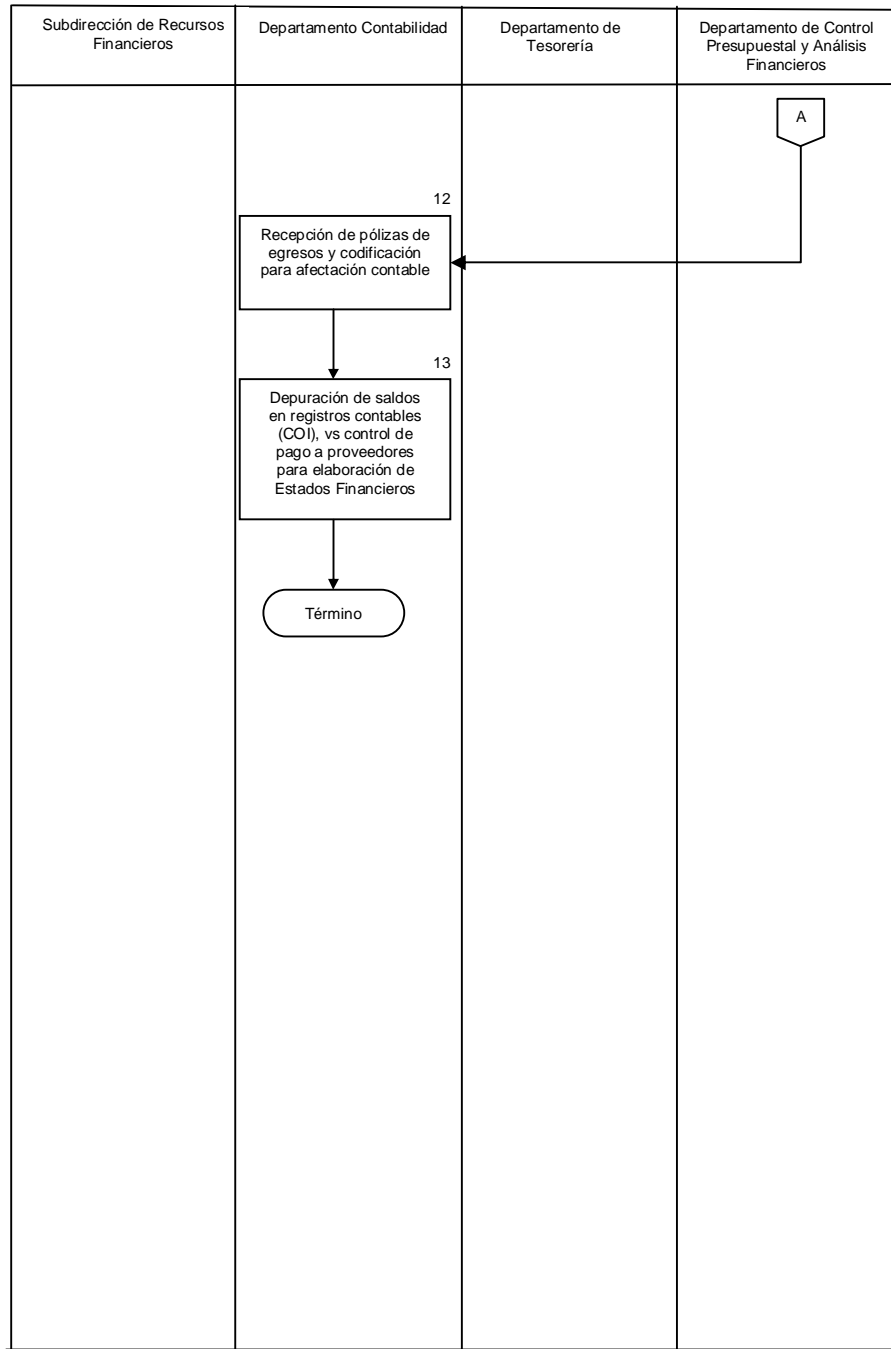 Subdirección de Recursos
Financieros
Departamento Contabilidad
Departamento de
Tesorería
Departamento de Control
Presupuestal y Análisis
Financieros
A
12
Recepción de pólizas de
egresos y codificación
para afectación contable
13
Depuración de saldos
en registros contables
(COI), vs control de
pago a proveedores
para elaboración de
Estados Financieros
Término